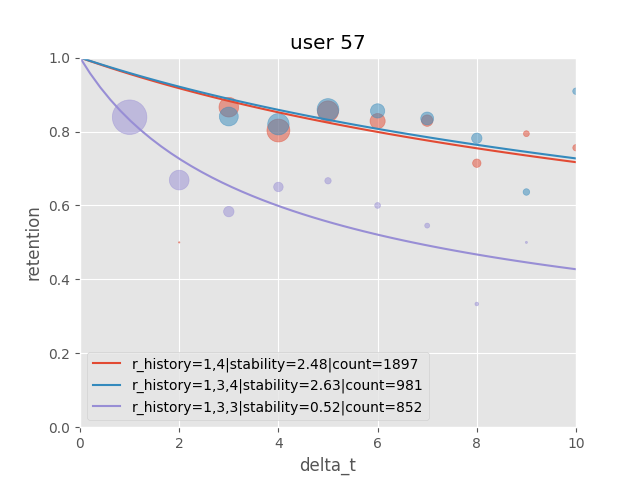 user 57
1.0
0.8
0.6
0.4
0.2
0.0
retention
r_history=1,4|stability=2.48|count=1897
r_history=1,3,4|stability=2.63|count=981
r_history=1,3,3|stability=0.52|count=852
0 2 4 6 8 10
delta_t